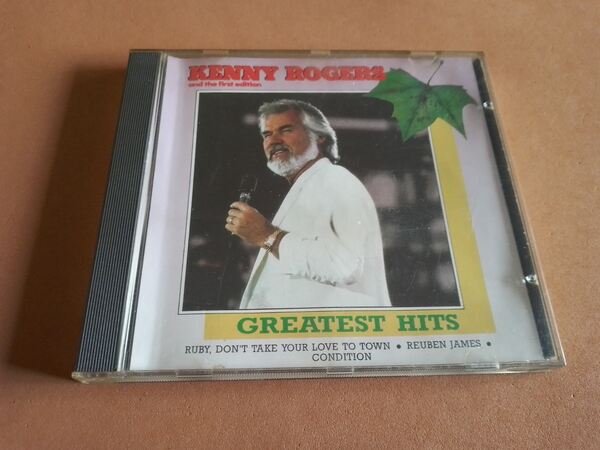 KENNY ROGERS
and the first edition
GREATEST HITS
RUBY, DON'T TAKE YOUR LOVE TO TOWN • REUBEN JAMES •
CONDITION